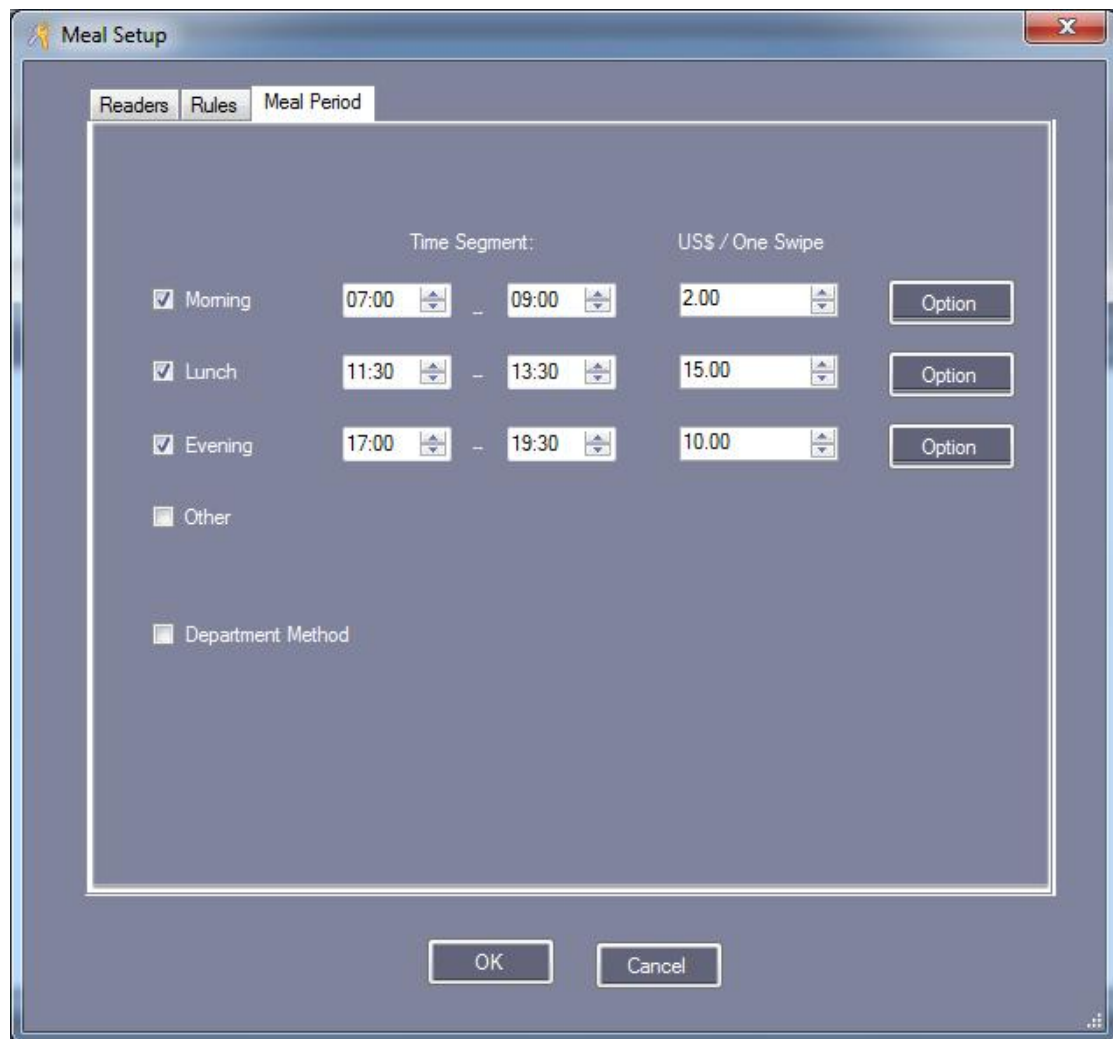 Meal Setup
Readers Rules Meal Period
Time Segment: US$ / One Swipe
Morning 07:00 -- 09:00 2.00 Option
Lunch 11:30 -- 13:30 15.00 Option
Evening 17:00 -- 19:30 10.00 Option
Other
Department Method
OK Cancel